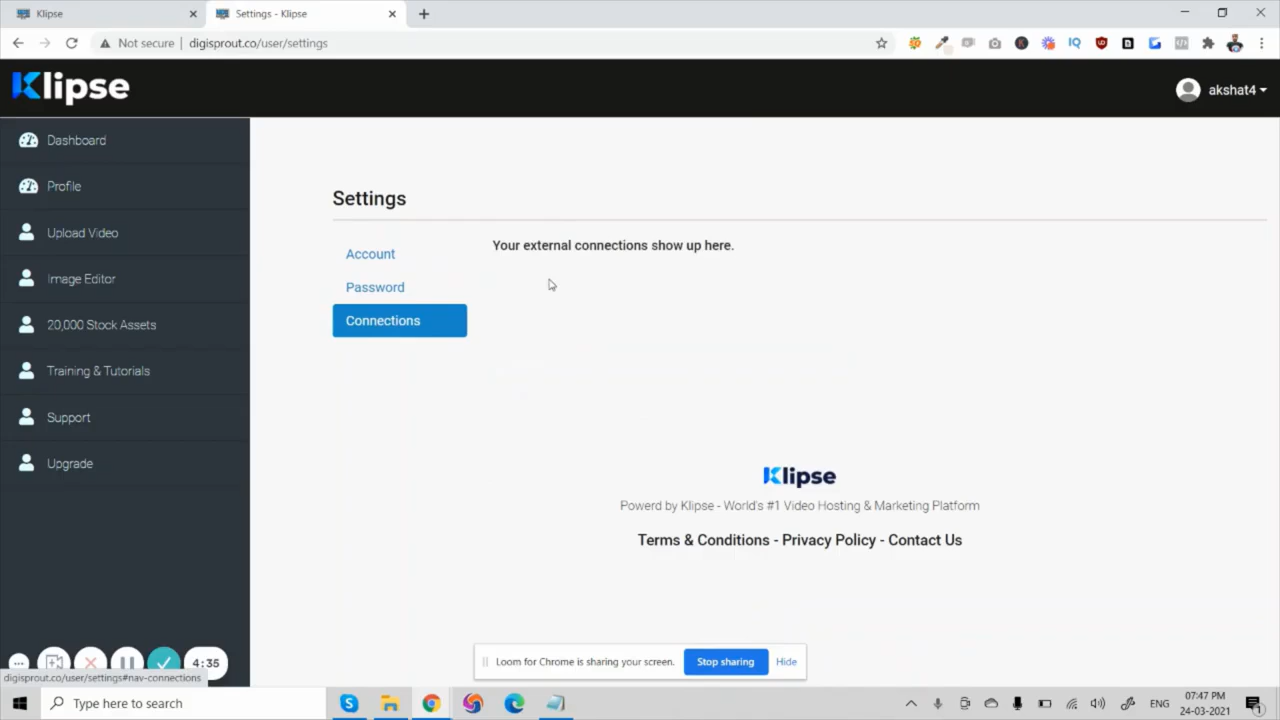 Klipse
Settings - Klipse
Not secure
digisprout.co/user/settings
Klipse
akshat4
Dashboard
Profile
Upload Video
Image Editor
20,000 Stock Assets
Training & Tutorials
Support
Upgrade
Settings
Account
Password
Connections
Your external connections show up here.
Klipse
Powerd by Klipse - World's #1 Video Hosting & Marketing Platform
Terms & Conditions - Privacy Policy - Contact Us
4:35
Loom for Chrome is sharing your screen.
Stop sharing
Hide
digisprout.co/user/settings#nav-connections
Type here to search
ENG
07:47 PM
24-03-2021